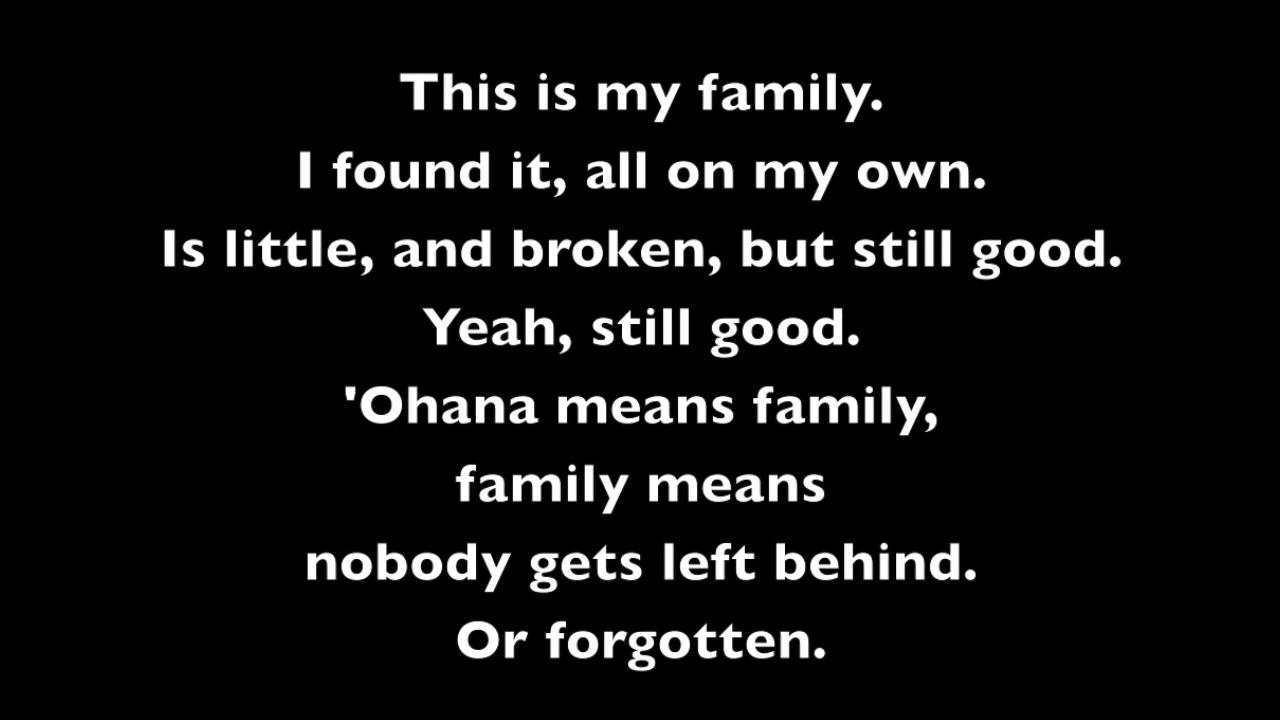 This is my family.
I found it, all on my own.
Is little, and broken, but still good.
Yeah, still good.
'Ohana means family,
family means
nobody gets left behind.
Or forgotten.